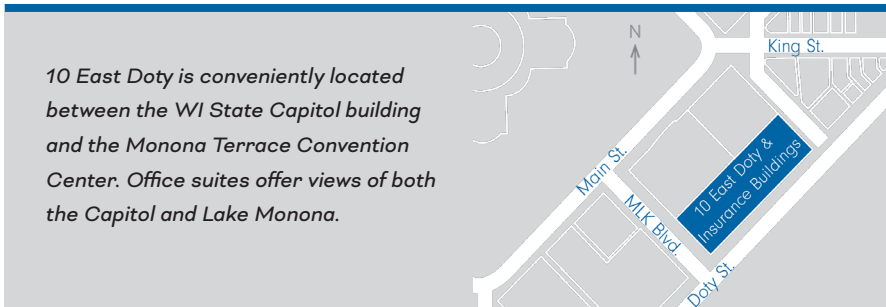 10 East Doty is conveniently located
between the WI State Capitol building
and the Monona Terrace Convention
Center. Office suites offer views of both
the Capitol and Lake Monona.
N
King St.
Main St.
10 East Doty &
Insurance Buildings
MLK Blvd.
Doty St.